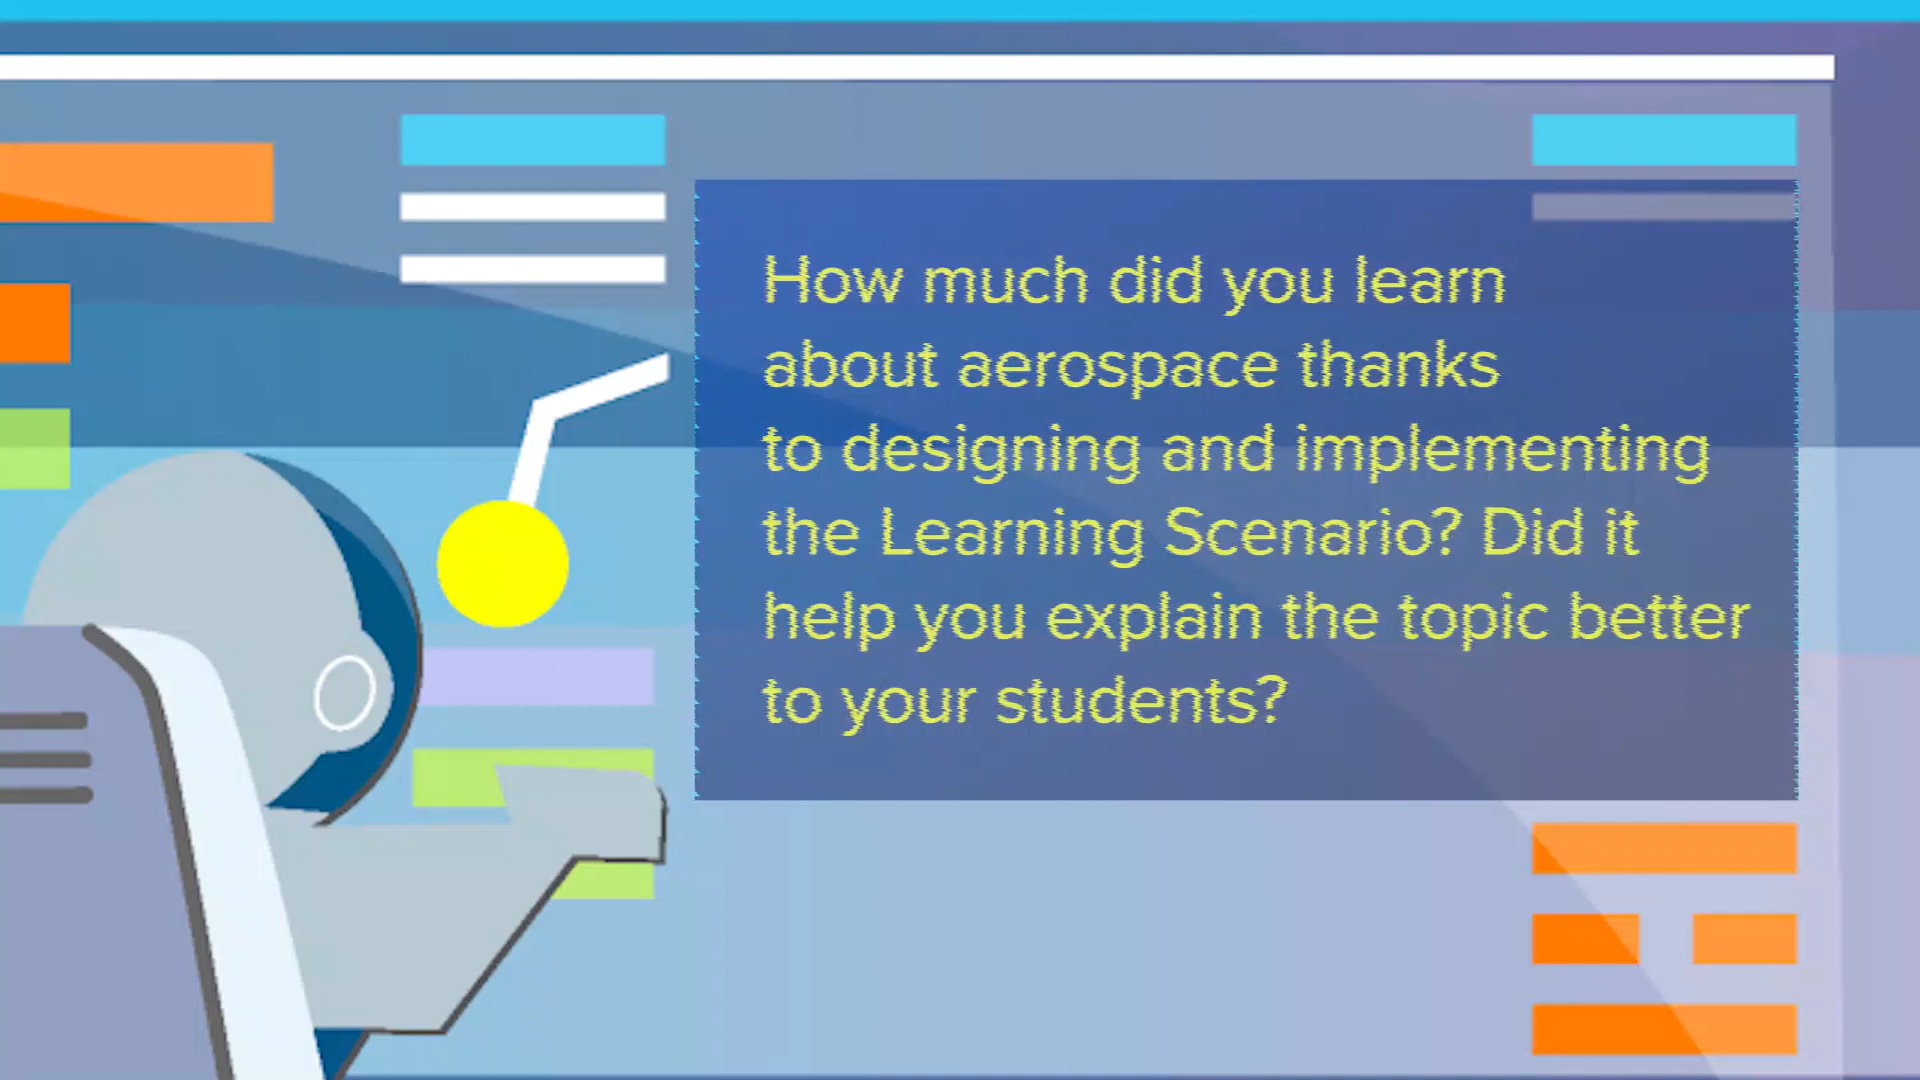 How much did you learn
about aerospace thanks
to designing and implementing
the Learning Scenario? Did it
help you explain the topic better
to your students?